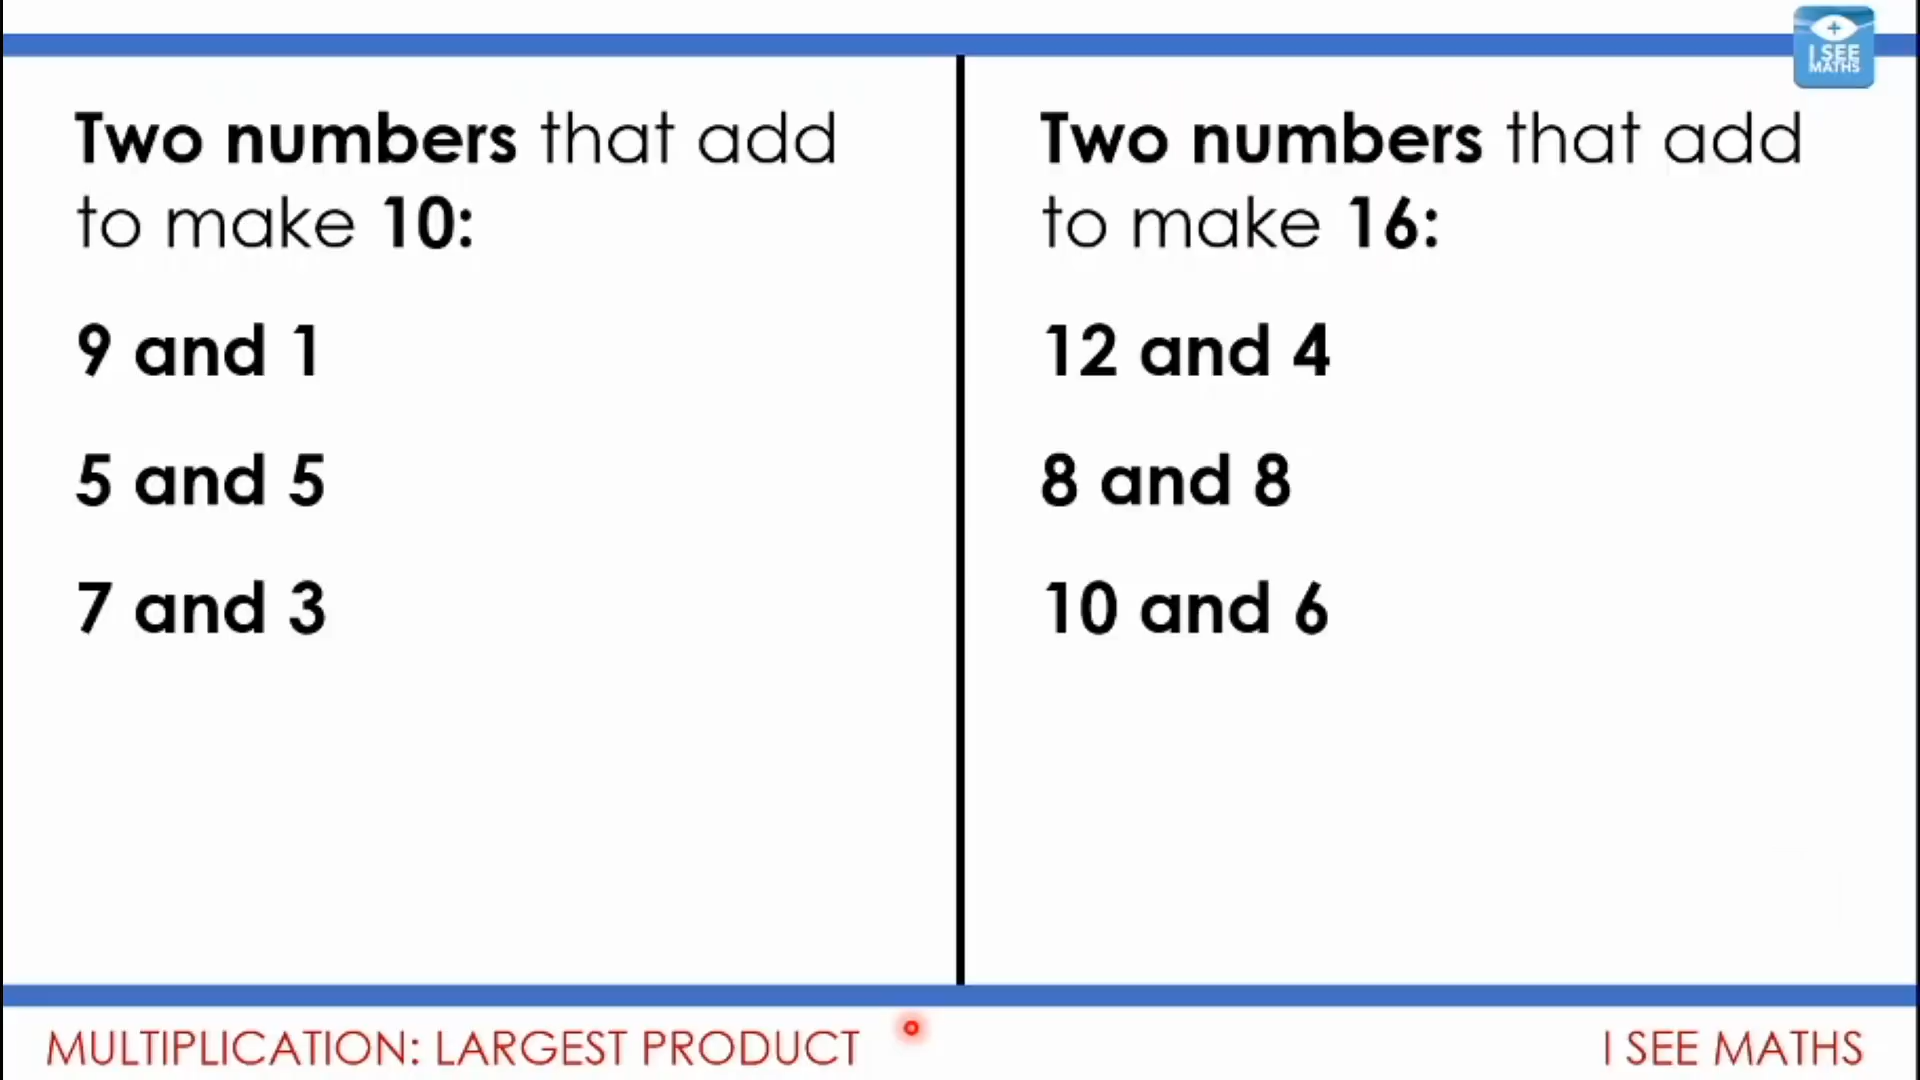 I SEE
MATHS
Two numbers that add
to make 10:
9 and 1
5 and 5
7 and 3
Two numbers that add
to make 16:
12 and 4
8 and 8
10 and 6
MULTIPLICATION: LARGEST PRODUCT
I SEE MATHS